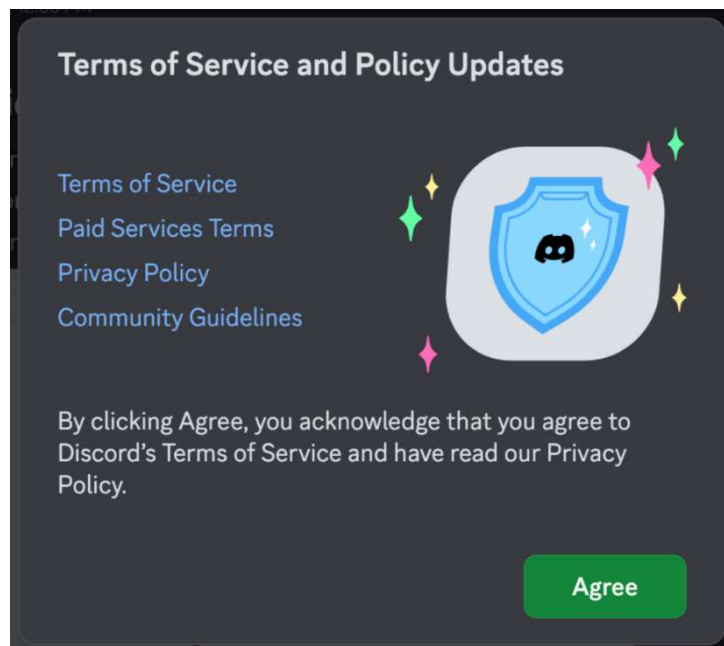 Terms of Service and Policy Updates
Terms of Service
Paid Services Terms
Privacy Policy
Community Guidelines
By clicking Agree, you acknowledge that you agree to
Discord's Terms of Service and have read our Privacy
Policy.
Agree